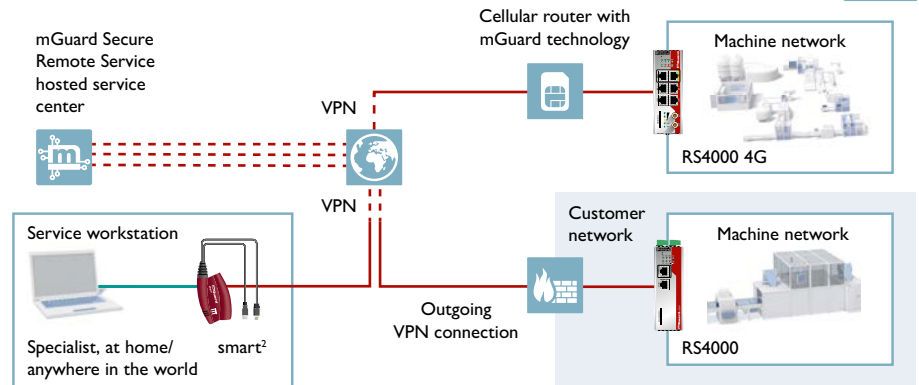 mGuard Secure
Remote Service
hosted service
center
Cellular router with
mGuard technology
Machine network
RS4000 4G
VPN
VPN
Service workstation
Specialist, at home/
anywhere in the world
smart²
Outgoing
VPN connection
Customer
network
Machine network
RS4000